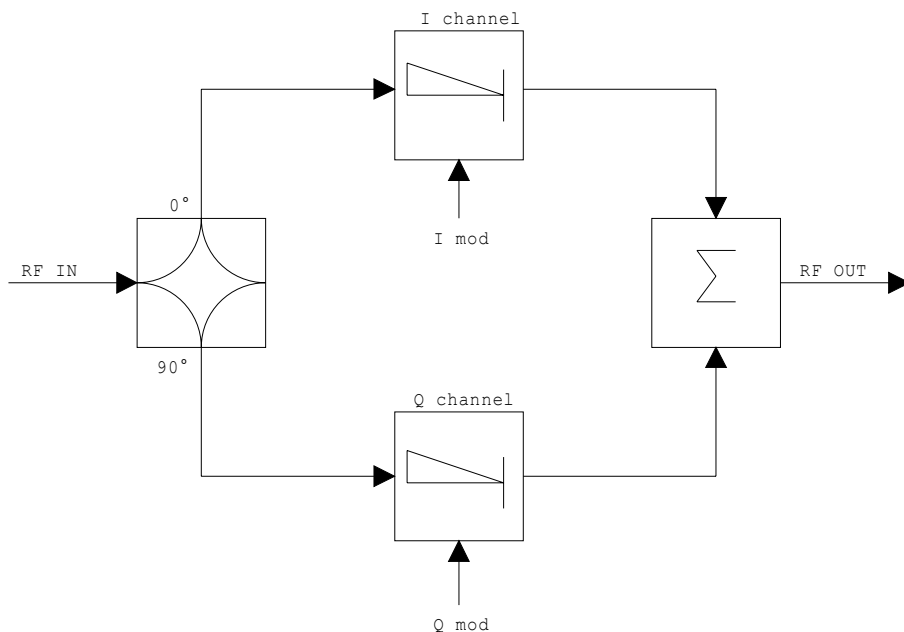 I channel
I mod
0°
RF IN
90°
Σ
RF OUT
Q channel
Q mod